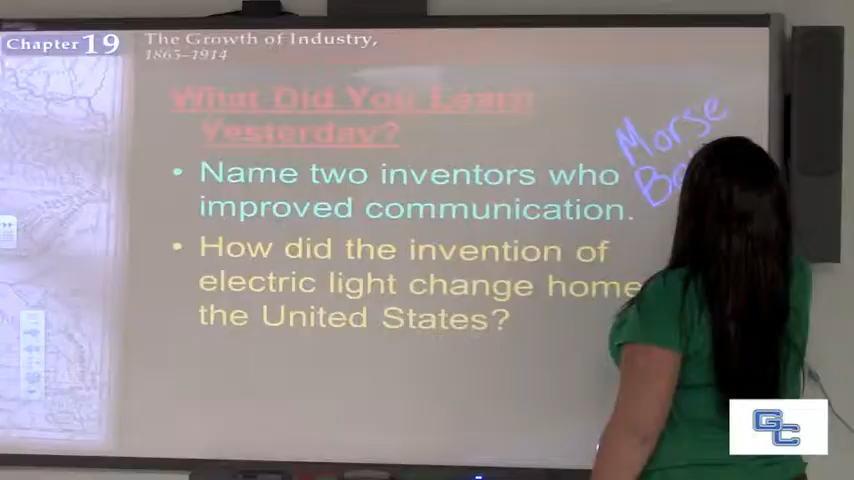 Chapter 19
The Growth of Industry,
1865–1914
What Did You Learn
Yesterday?
• Name two inventors who
improved communication.
• How did the invention of
electric light change home
the United States?
Morse
GC